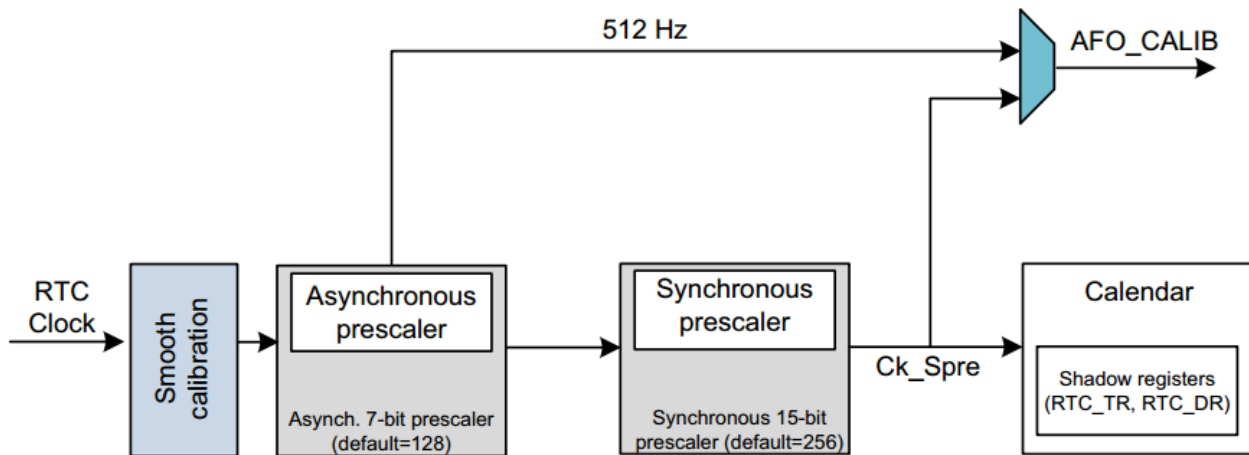 512 Hz
AFO_CALIB
RTC
Clock
Smooth
calibration
Asynchronous
prescaler
Asynch. 7-bit prescaler
(default=128)
Synchronous
prescaler
Synchronous 15-bit
prescaler (default=256)
Ck_Spre
Calendar
Shadow registers
(RTC_TR, RTC_DR)